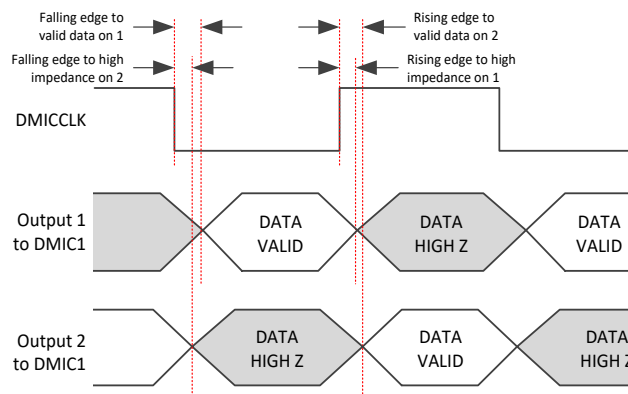 Falling edge to
valid data on 1
Rising edge to
valid data on 2
Falling edge to high
impedance on 2
Rising edge to high
impedance on 1
DMICCLK
Output 1
to DMIC1
DATA
VALID
DATA
HIGH Z
DATA
VALID
Output 2
to DMIC1
DATA
HIGH Z
DATA
VALID
DATA
HIGH Z